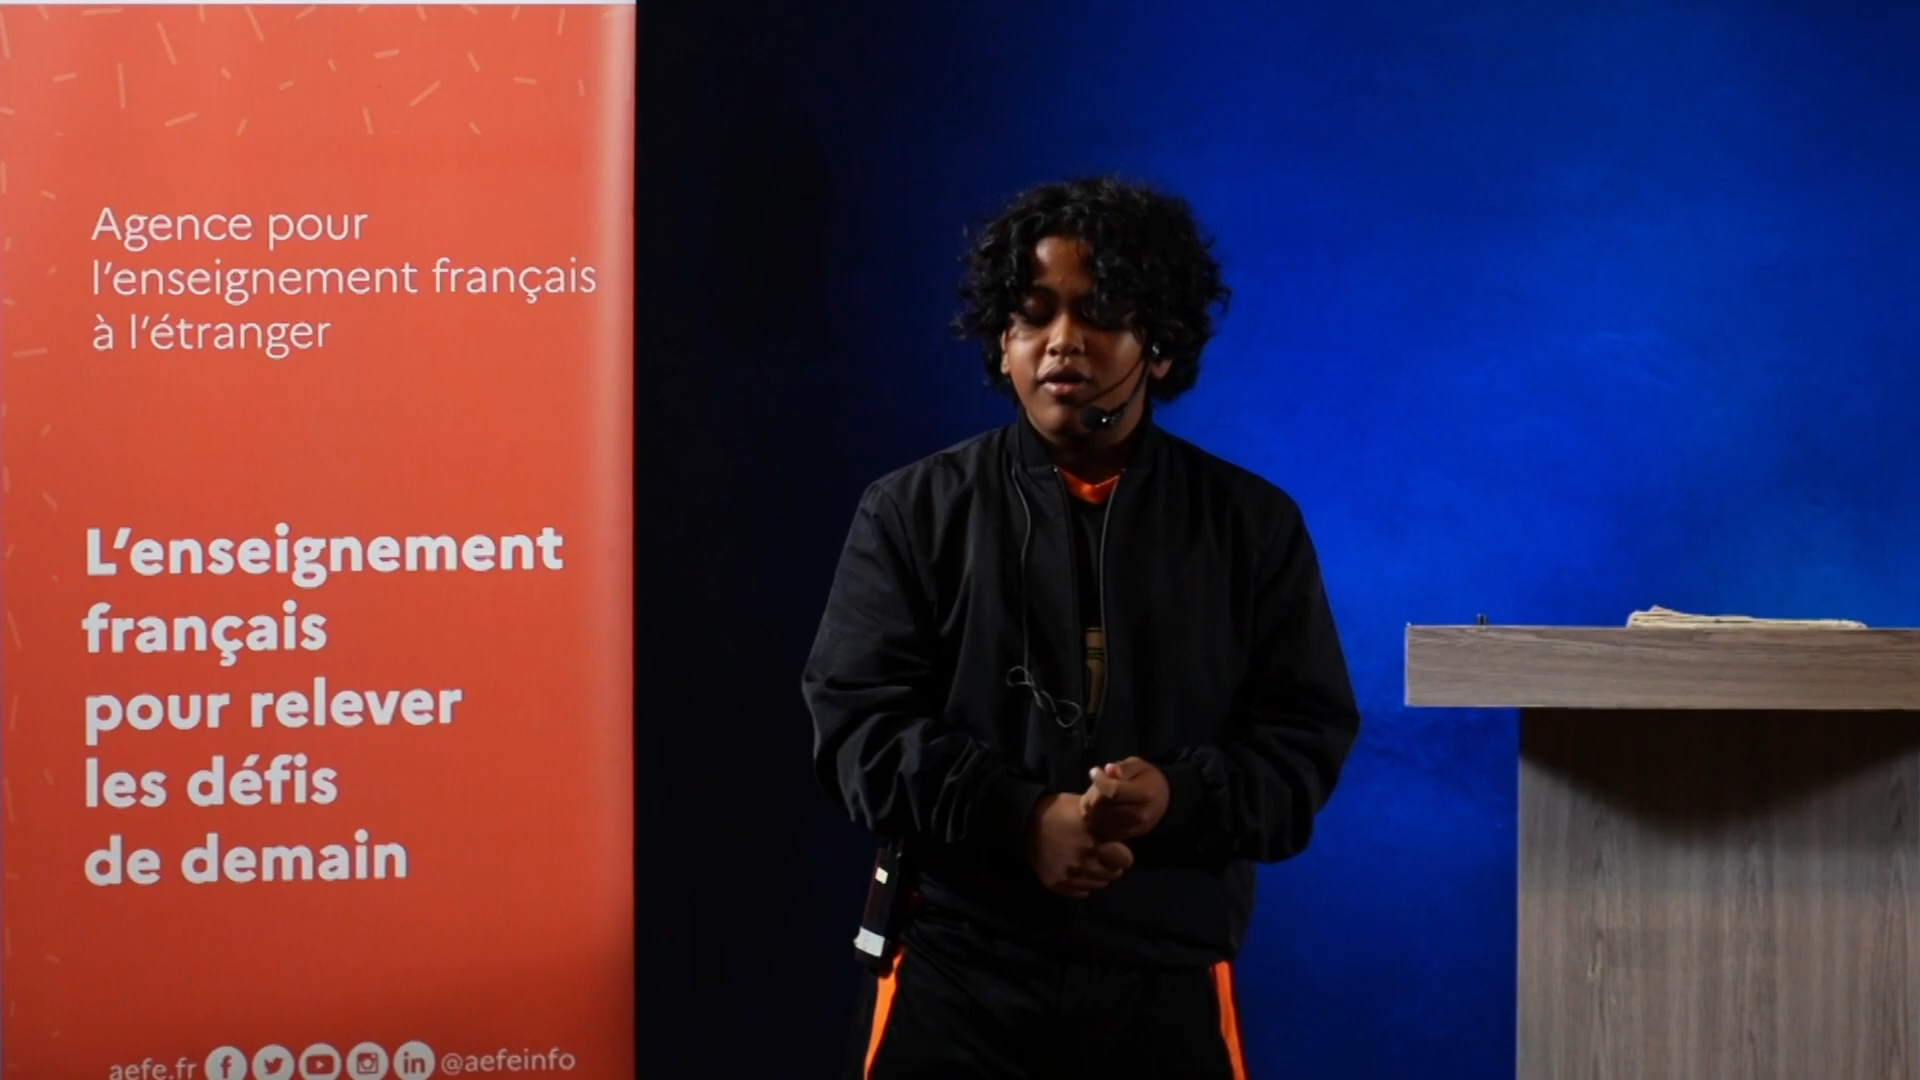 Agence pour
l'enseignement français
à l'étranger
L'enseignement
français
pour relever
les défis
de demain
aefe.fr @aefeinfo